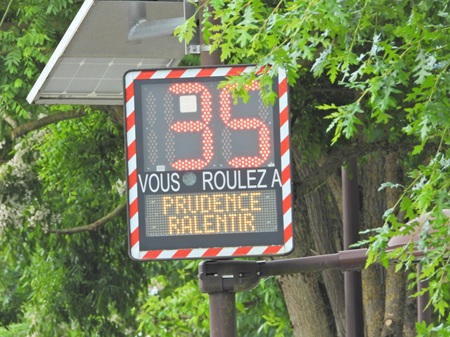 35
VOUS ROULEZ A
PRUDENCE
RALENTIR